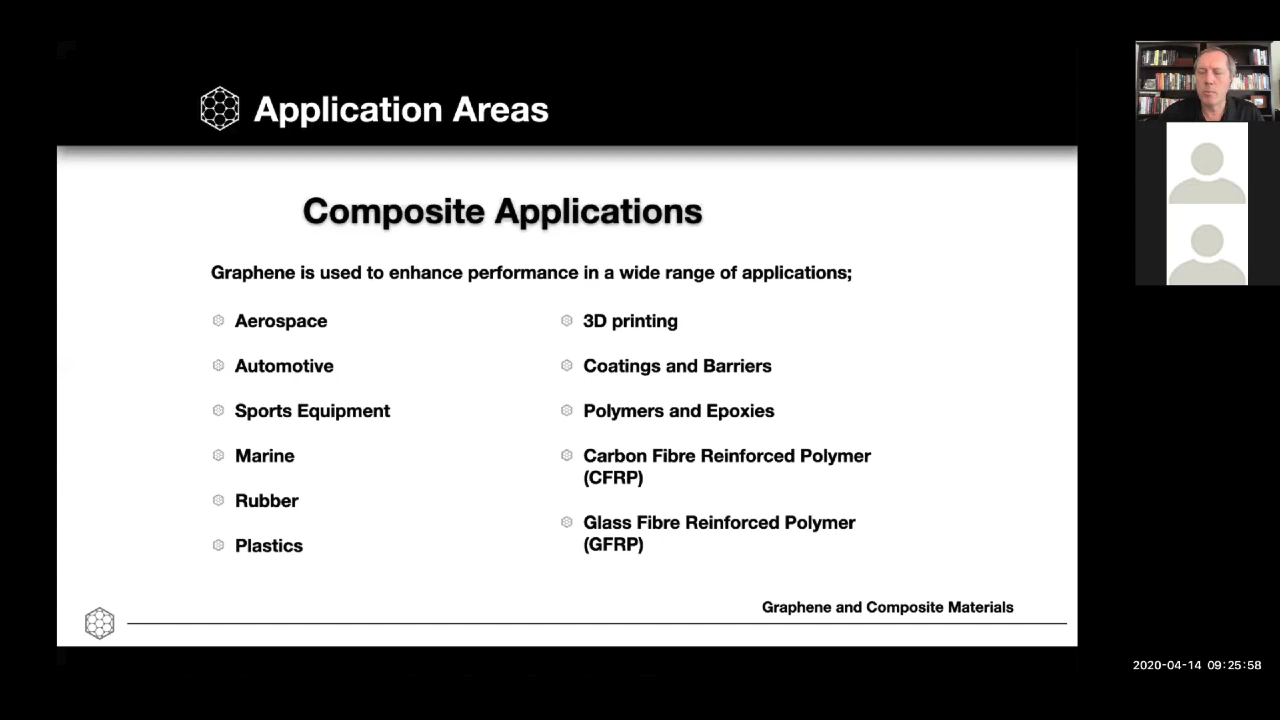 Application Areas
Composite Applications
Graphene is used to enhance performance in a wide range of applications;
Aerospace
Automotive
Sports Equipment
Marine
Rubber
Plastics
3D printing
Coatings and Barriers
Polymers and Epoxies
Carbon Fibre Reinforced Polymer
(CFRP)
Glass Fibre Reinforced Polymer
(GFRP)
Graphene and Composite Materials
2020-04-14 09:25:58